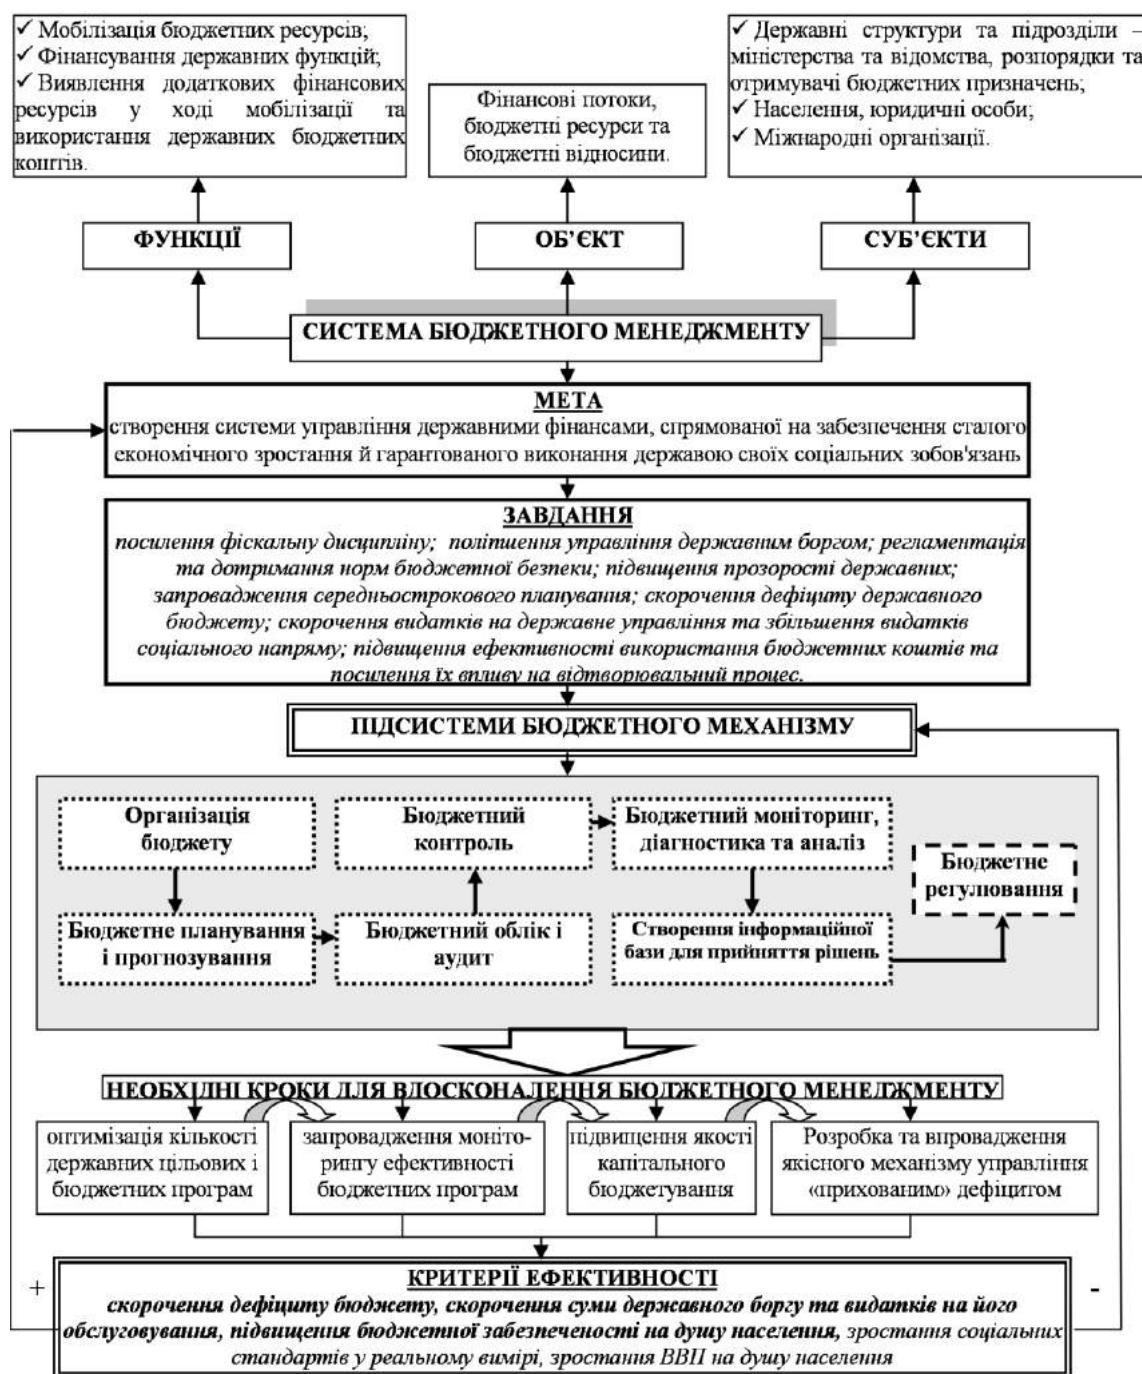 ✓ Мобілізація бюджетних ресурсів;
✓ Фінансування державних функцій;
✓ Виявлення додаткових фінансових
ресурсів у ході мобілізації та
використання державних бюджетних
коштів.
Фінансові потоки,
бюджетні ресурси та
бюджетні відносини.
✓ Державні структури та підрозділи –
міністерства та відомства, розпорядки та
отримувачі бюджетних призначень;
✓ Населення, юридичні особи;
✓ Міжнародні організації.
ФУНКЦІЇ
ОБ’ЄКТ
СУБ’ЄКТИ
СИСТЕМА БЮДЖЕТНОГО МЕНЕДЖМЕНТУ
МЕТА
створення системи управління державними фінансами, спрямованої на забезпечення сталого
економічного зростання й гарантованого виконання державою своїх соціальних зобов'язань
ЗАВДАННЯ
посилення фіскальну дисципліну; поліпшення управління державним боргом; регламентація
та дотримання норм бюджетної безпеки; підвищення прозорості державних;
запровадження середньострокового планування; скорочення дефіциту державного
бюджету; скорочення видатків на державне управління та збільшення видатків
соціального напряму; підвищення ефективності використання бюджетних коштів та
посилення їх впливу на відтворювальний процес.
ПІДСИСТЕМИ БЮДЖЕТНОГО МЕХАНІЗМУ
Організація
бюджету
Бюджетний
контроль
Бюджетний моніторинг,
діагностика та аналіз
Бюджетне
регулювання
Бюджетне планування
і прогнозування
Бюджетний облік і
аудит
Створення інформаційної
бази для прийняття рішень
НЕОБХІДНІ КРОКИ ДЛЯ ВДОСКОНАЛЕННЯ БЮДЖЕТНОГО МЕНЕДЖМЕНТУ
оптимізація кількості
державних цільових і
бюджетних програм
запровадження моніто-
рингу ефективності
бюджетних програм
підвищення якості
капітального
бюджетування
Розробка та впровадження
якісного механізму управління
«прихованим» дефіцитом
+
-
КРИТЕРІЇ ЕФЕКТИВНОСТІ
скорочення дефіциту бюджету, скорочення суми державного боргу та видатків на його
обслуговування, підвищення бюджетної забезпеченості на душу населення, зростання соціальних
стандартів у реальному вимірі, зростання ВВП на душу населення